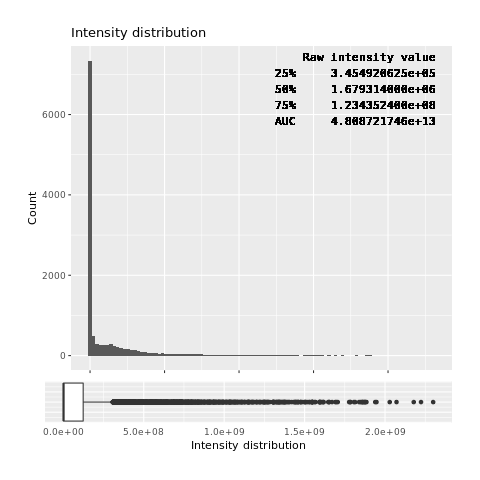 Intensity distribution
Raw intensity value
25% 3.454920625e+05
50% 1.679314000e+06
75% 1.234352400e+08
AUC 4.808721746e+13
6000
4000
2000
0
Count
0.0e+00 5.0e+08 1.0e+09 1.5e+09 2.0e+09
Intensity distribution